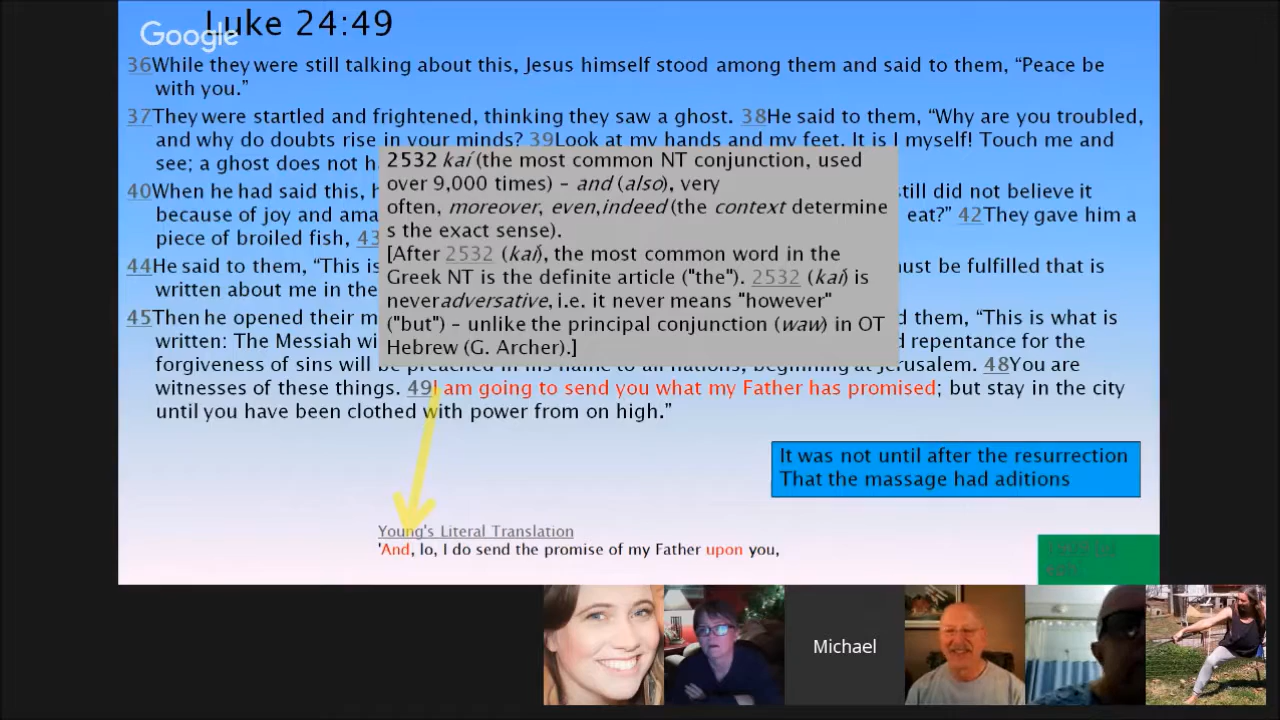 Luke 24:49
Google
36While they were still talking about this, Jesus himself stood among them and said to them, “Peace be
with you.”
37They were startled and frightened, thinking they saw a ghost. 38He said to them, “Why are you troubled,
and why do doubts rise in your minds? 39Look at my hands and my feet. It is I myself! Touch me and
see; a ghost does not h
40When he had said this, h still did not believe it
because of joy and ama eat?” 42They gave him a
piece of broiled fish, 43
44He said to them, “This is must be fulfilled that is
written about me in the
45Then he opened their m d them, “This is what is
written: The Messiah wi d repentance for the
forgiveness of sins will be preached in his name to all nations, beginning at Jerusalem. 48You are
witnesses of these things. 49I am going to send you what my Father has promised; but stay in the city
until you have been clothed with power from on high.”
2532 kaí (the most common NT conjunction, used
over 9,000 times) – and (also), very
often, moreover, even,indeed (the context determine
s the exact sense).
[After 2532 (kaí), the most common word in the
Greek NT is the definite article ("the"). 2532 (kaí) is
neveradversative, i.e. it never means "however"
("but") – unlike the principal conjunction (waw) in OT
Hebrew (G. Archer).]
It was not until after the resurrection
That the massage had aditions
Young's Literal Translation
'And, lo, I do send the promise of my Father upon you,
Michael